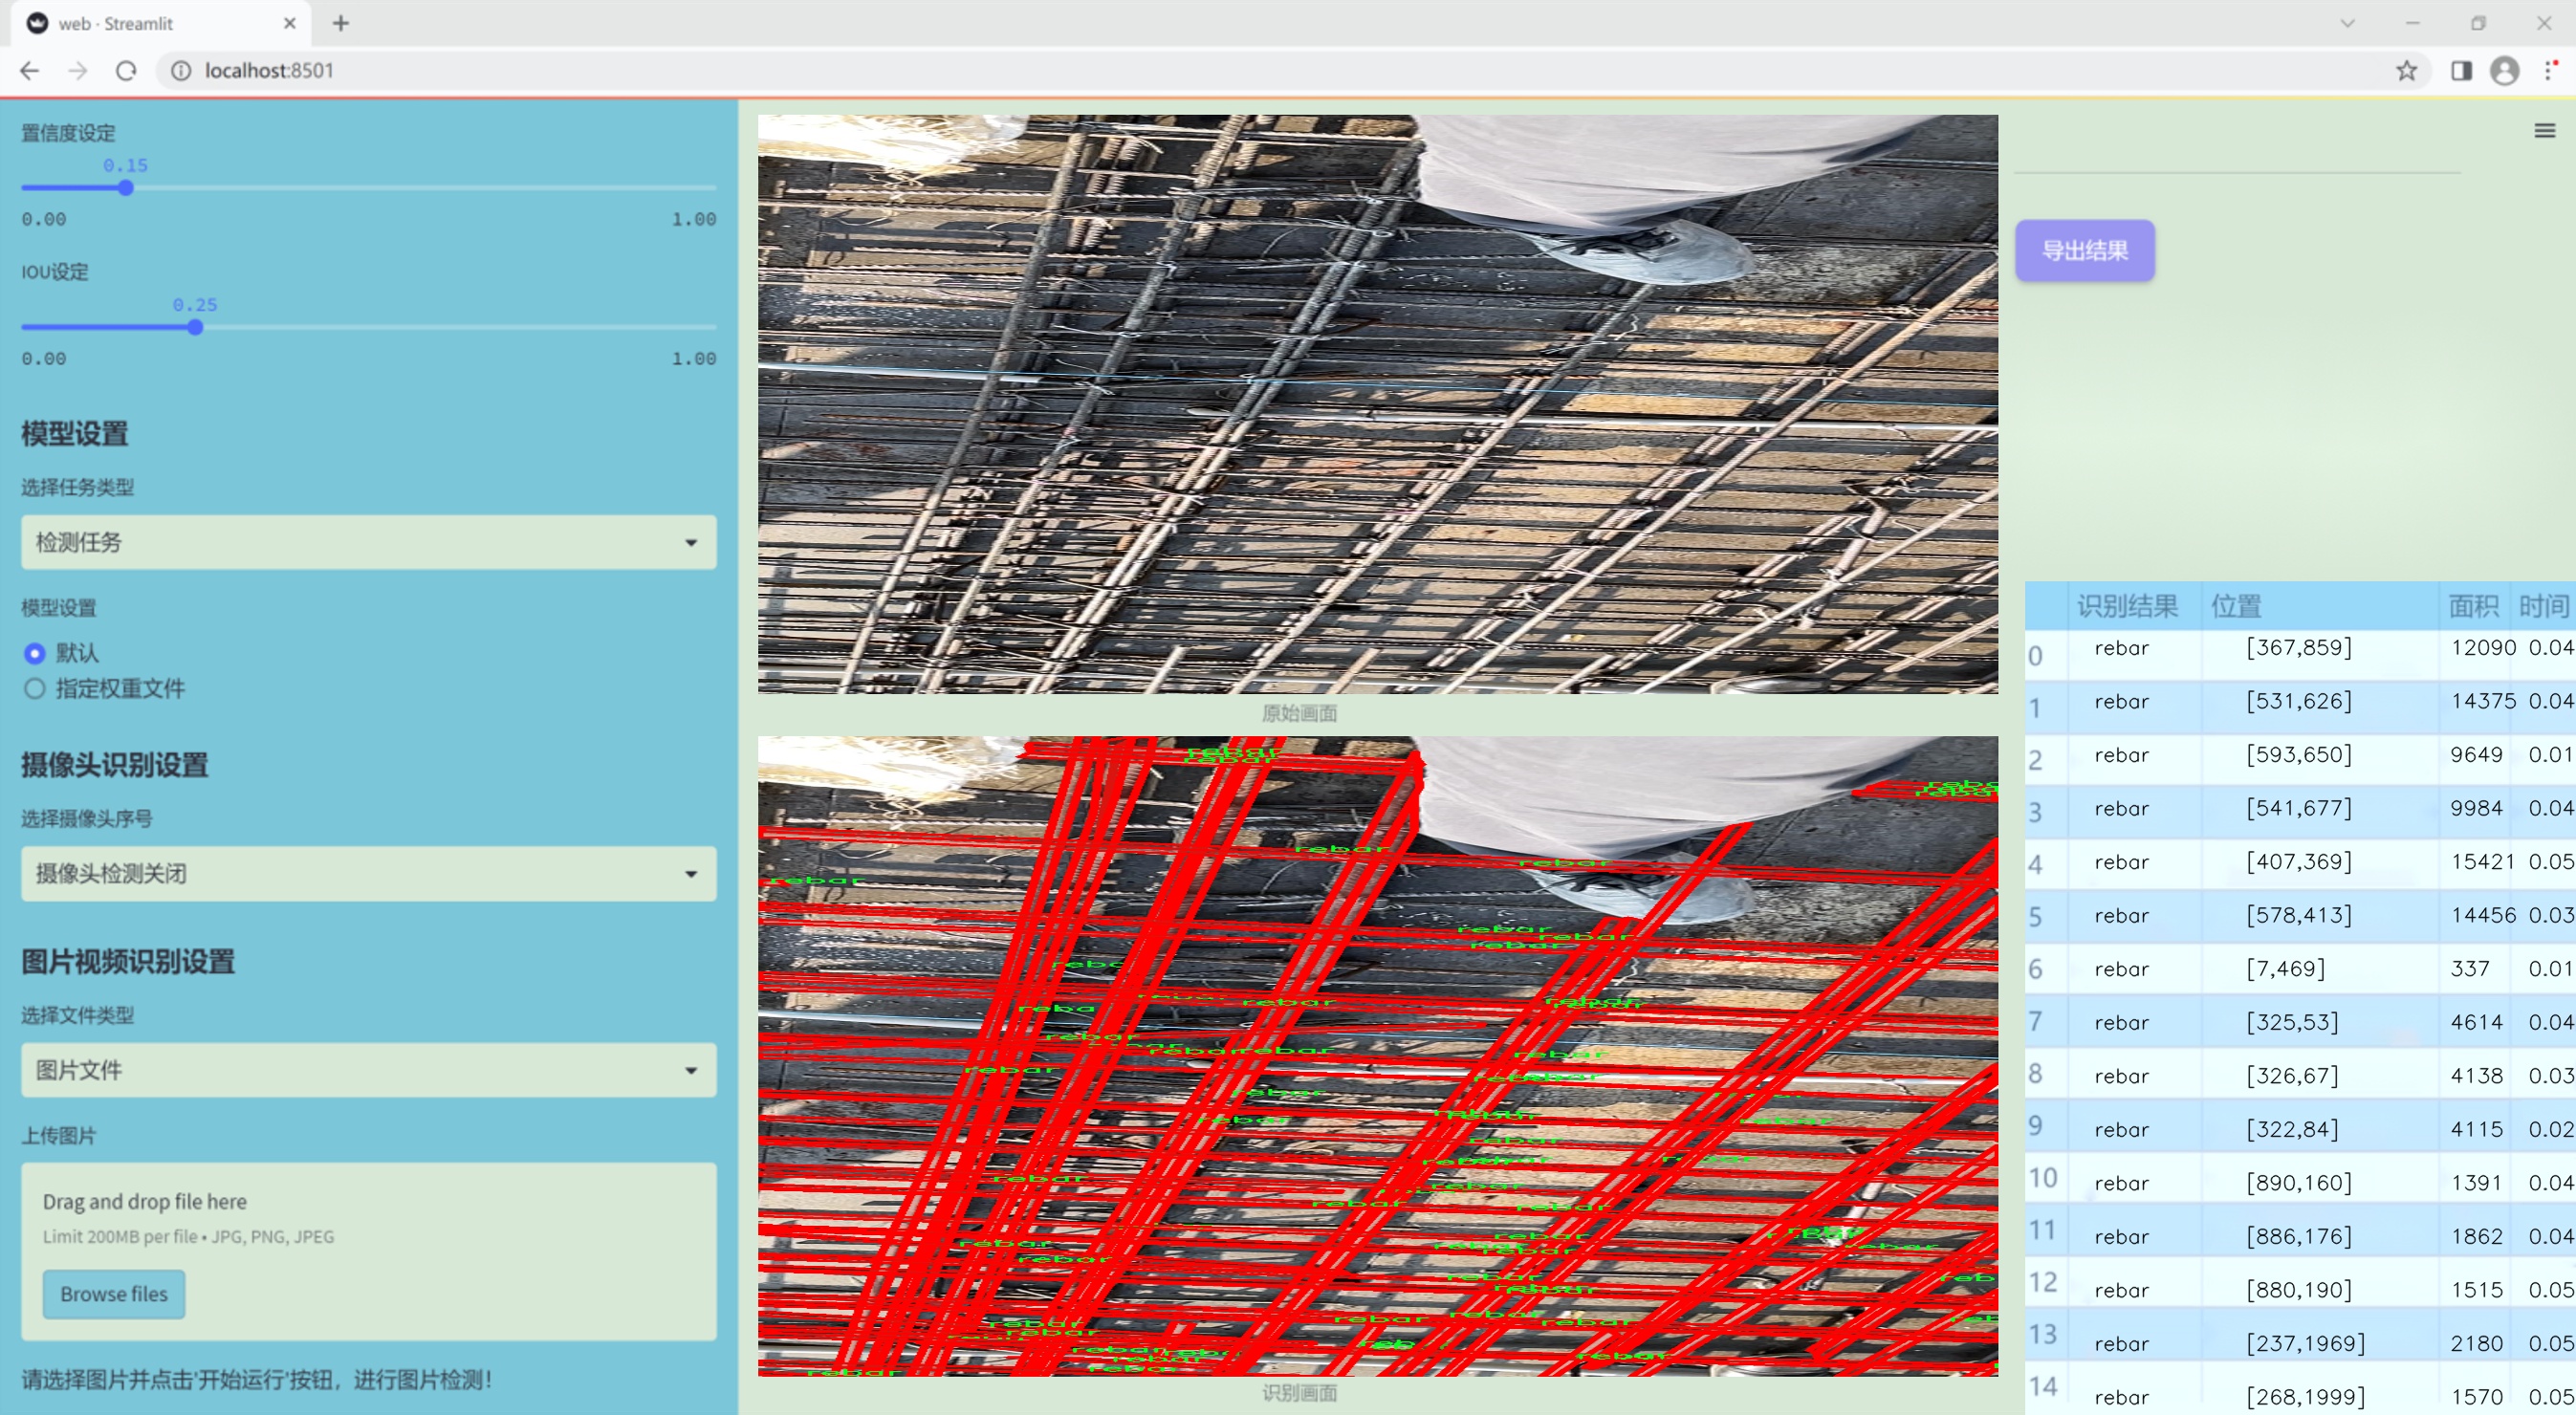 web · Streamlit
localhost:8501
置信度设定
0.15
0.00 1.00
IOU设定
0.25
0.00 1.00
模型设置
选择任务类型
检测任务
模型设置
默认
指定权重文件
摄像头识别设置
选择摄像头序号
摄像头检测关闭
图片视频识别设置
选择文件类型
图片文件
上传图片
Drag and drop file here
Limit 200MB per file • JPG, PNG, JPEG
Browse files
请选择图片并点击'开始运行'按钮，进行图片检测!
原始画面
rebar
rebar
rebar
rebar
rebar
rebar
rebar
rebar
rebar
rebar
rebar
rebar
识别画面
导出结果
识别结果 位置 面积 时间
0 rebar [367,859] 12090 0.04
1 rebar [531,626] 14375 0.04
2 rebar [593,650] 9649 0.01
3 rebar [541,677] 9984 0.04
4 rebar [407,369] 15421 0.05
5 rebar [578,413] 14456 0.03
6 rebar [7,469] 337 0.01
7 rebar [325,53] 4614 0.04
8 rebar [326,67] 4138 0.03
9 rebar [322,84] 4115 0.02
10 rebar [890,160] 1391 0.04
11 rebar [886,176] 1862 0.04
12 rebar [880,190] 1515 0.05
13 rebar [237,1969] 2180 0.05
14 rebar [268,1999] 1570 0.05